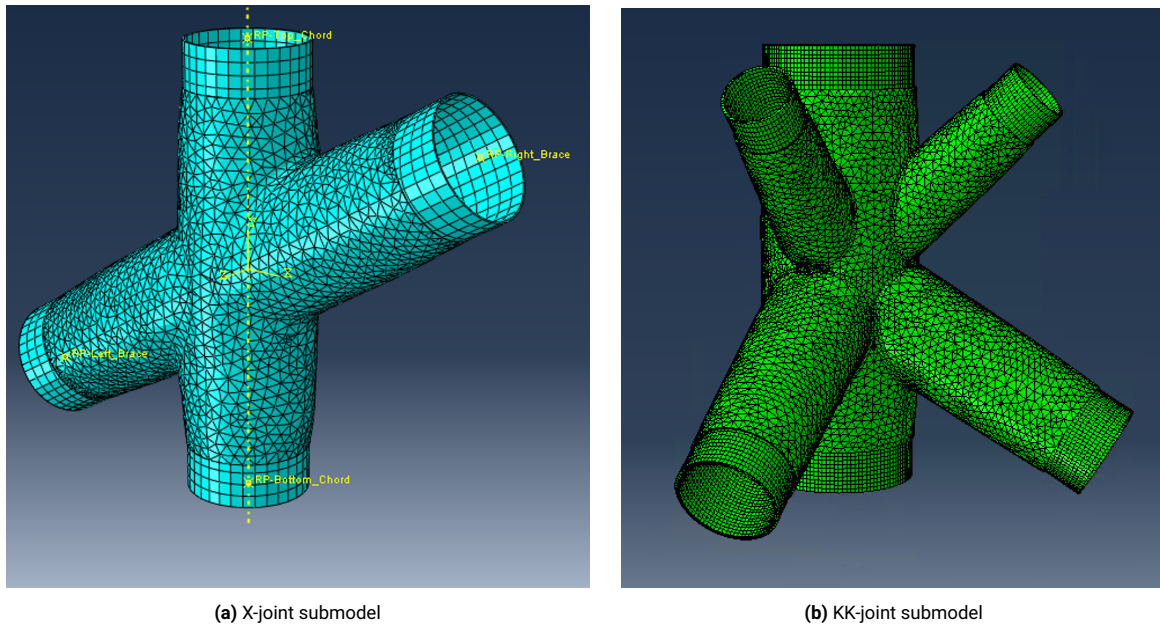 RP-Top_Chord
RP-Right_Brace
RP-Left_Brace
RP-Bottom_Chord
(a) X-joint submodel
(b) KK-joint submodel